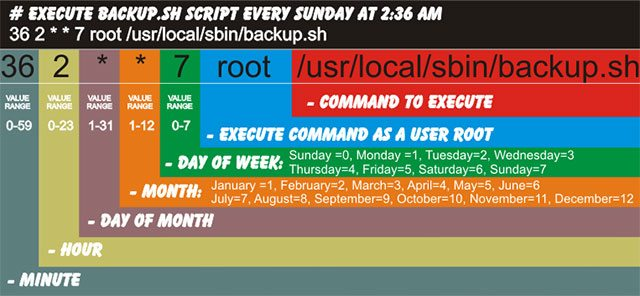 # EXECUTE BACKUP.SH SCRIPT EVERY SUNDAY AT 2:36 AM
36 2 * * 7 root /usr/local/sbin/backup.sh
36 2 * * 7 root /usr/local/sbin/backup.sh
VALUE RANGE VALUE RANGE VALUE RANGE VALUE RANGE VALUE RANGE
0-59 0-23 1-31 1-12 0-7
- COMMAND TO EXECUTE
- EXECUTE COMMAND AS A USER ROOT
- DAY OF WEEK: Sunday =0, Monday =1, Tuesday=2, Wednesday=3
Thursday=4, Friday=5, Saturday=6, Sunday=7
- MONTH: January =1, February=2, March=3, April=4, May=5, June=6
July=7, August=8, September=9, October=10, November=11, December=12
- DAY OF MONTH
- HOUR
- MINUTE